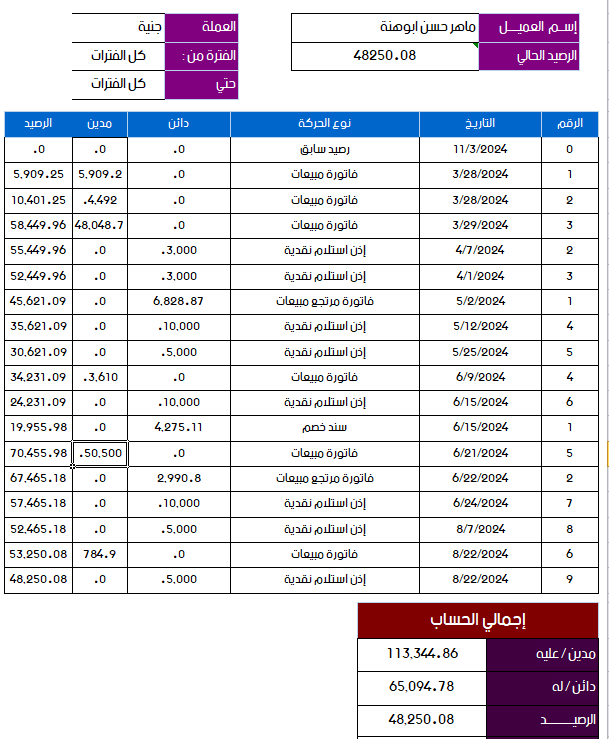 إسم العميـــل ماهر حسن ابوهنة العملة جنية
الرصيد الحالي 48250.08 الفترة من : كل الفترات
حتي كل الفترات
الرقم التاريخ نوع الحركة دائن مدين الرصيد
0 11/3/2024 رصيد سابق .0 .0 .0
1 3/28/2024 فاتورة مبيعات .0 5,909.2 5,909.25
2 3/28/2024 فاتورة مبيعات .0 .4,492 10,401.25
3 3/29/2024 فاتورة مبيعات .0 48,048.7 58,449.96
2 4/7/2024 إذن استلام نقدية .3,000 .0 55,449.96
3 4/1/2024 إذن استلام نقدية .3,000 .0 52,449.96
1 5/2/2024 فاتورة مرتجع مبيعات 6,828.87 .0 45,621.09
4 5/12/2024 إذن استلام نقدية .10,000 .0 35,621.09
5 5/25/2024 إذن استلام نقدية .5,000 .0 30,621.09
4 6/9/2024 فاتورة مبيعات .0 .3,610 34,231.09
6 6/15/2024 إذن استلام نقدية .10,000 .0 24,231.09
1 6/15/2024 سند خصم 4,275.11 .0 19,955.98
5 6/21/2024 فاتورة مبيعات .0 .50,500 70,455.98
2 6/22/2024 فاتورة مرتجع مبيعات 2,990.8 .0 67,465.18
7 6/24/2024 إذن استلام نقدية .10,000 .0 57,465.18
8 8/7/2024 إذن استلام نقدية .5,000 .0 52,465.18
6 8/22/2024 فاتورة مبيعات .0 784.9 53,250.08
9 8/22/2024 إذن استلام نقدية .5,000 .0 48,250.08
إجمالي الحساب
مدين/عليه 113,344.86
دائن/له 65,094.78
الرصيـــــد 48,250.08